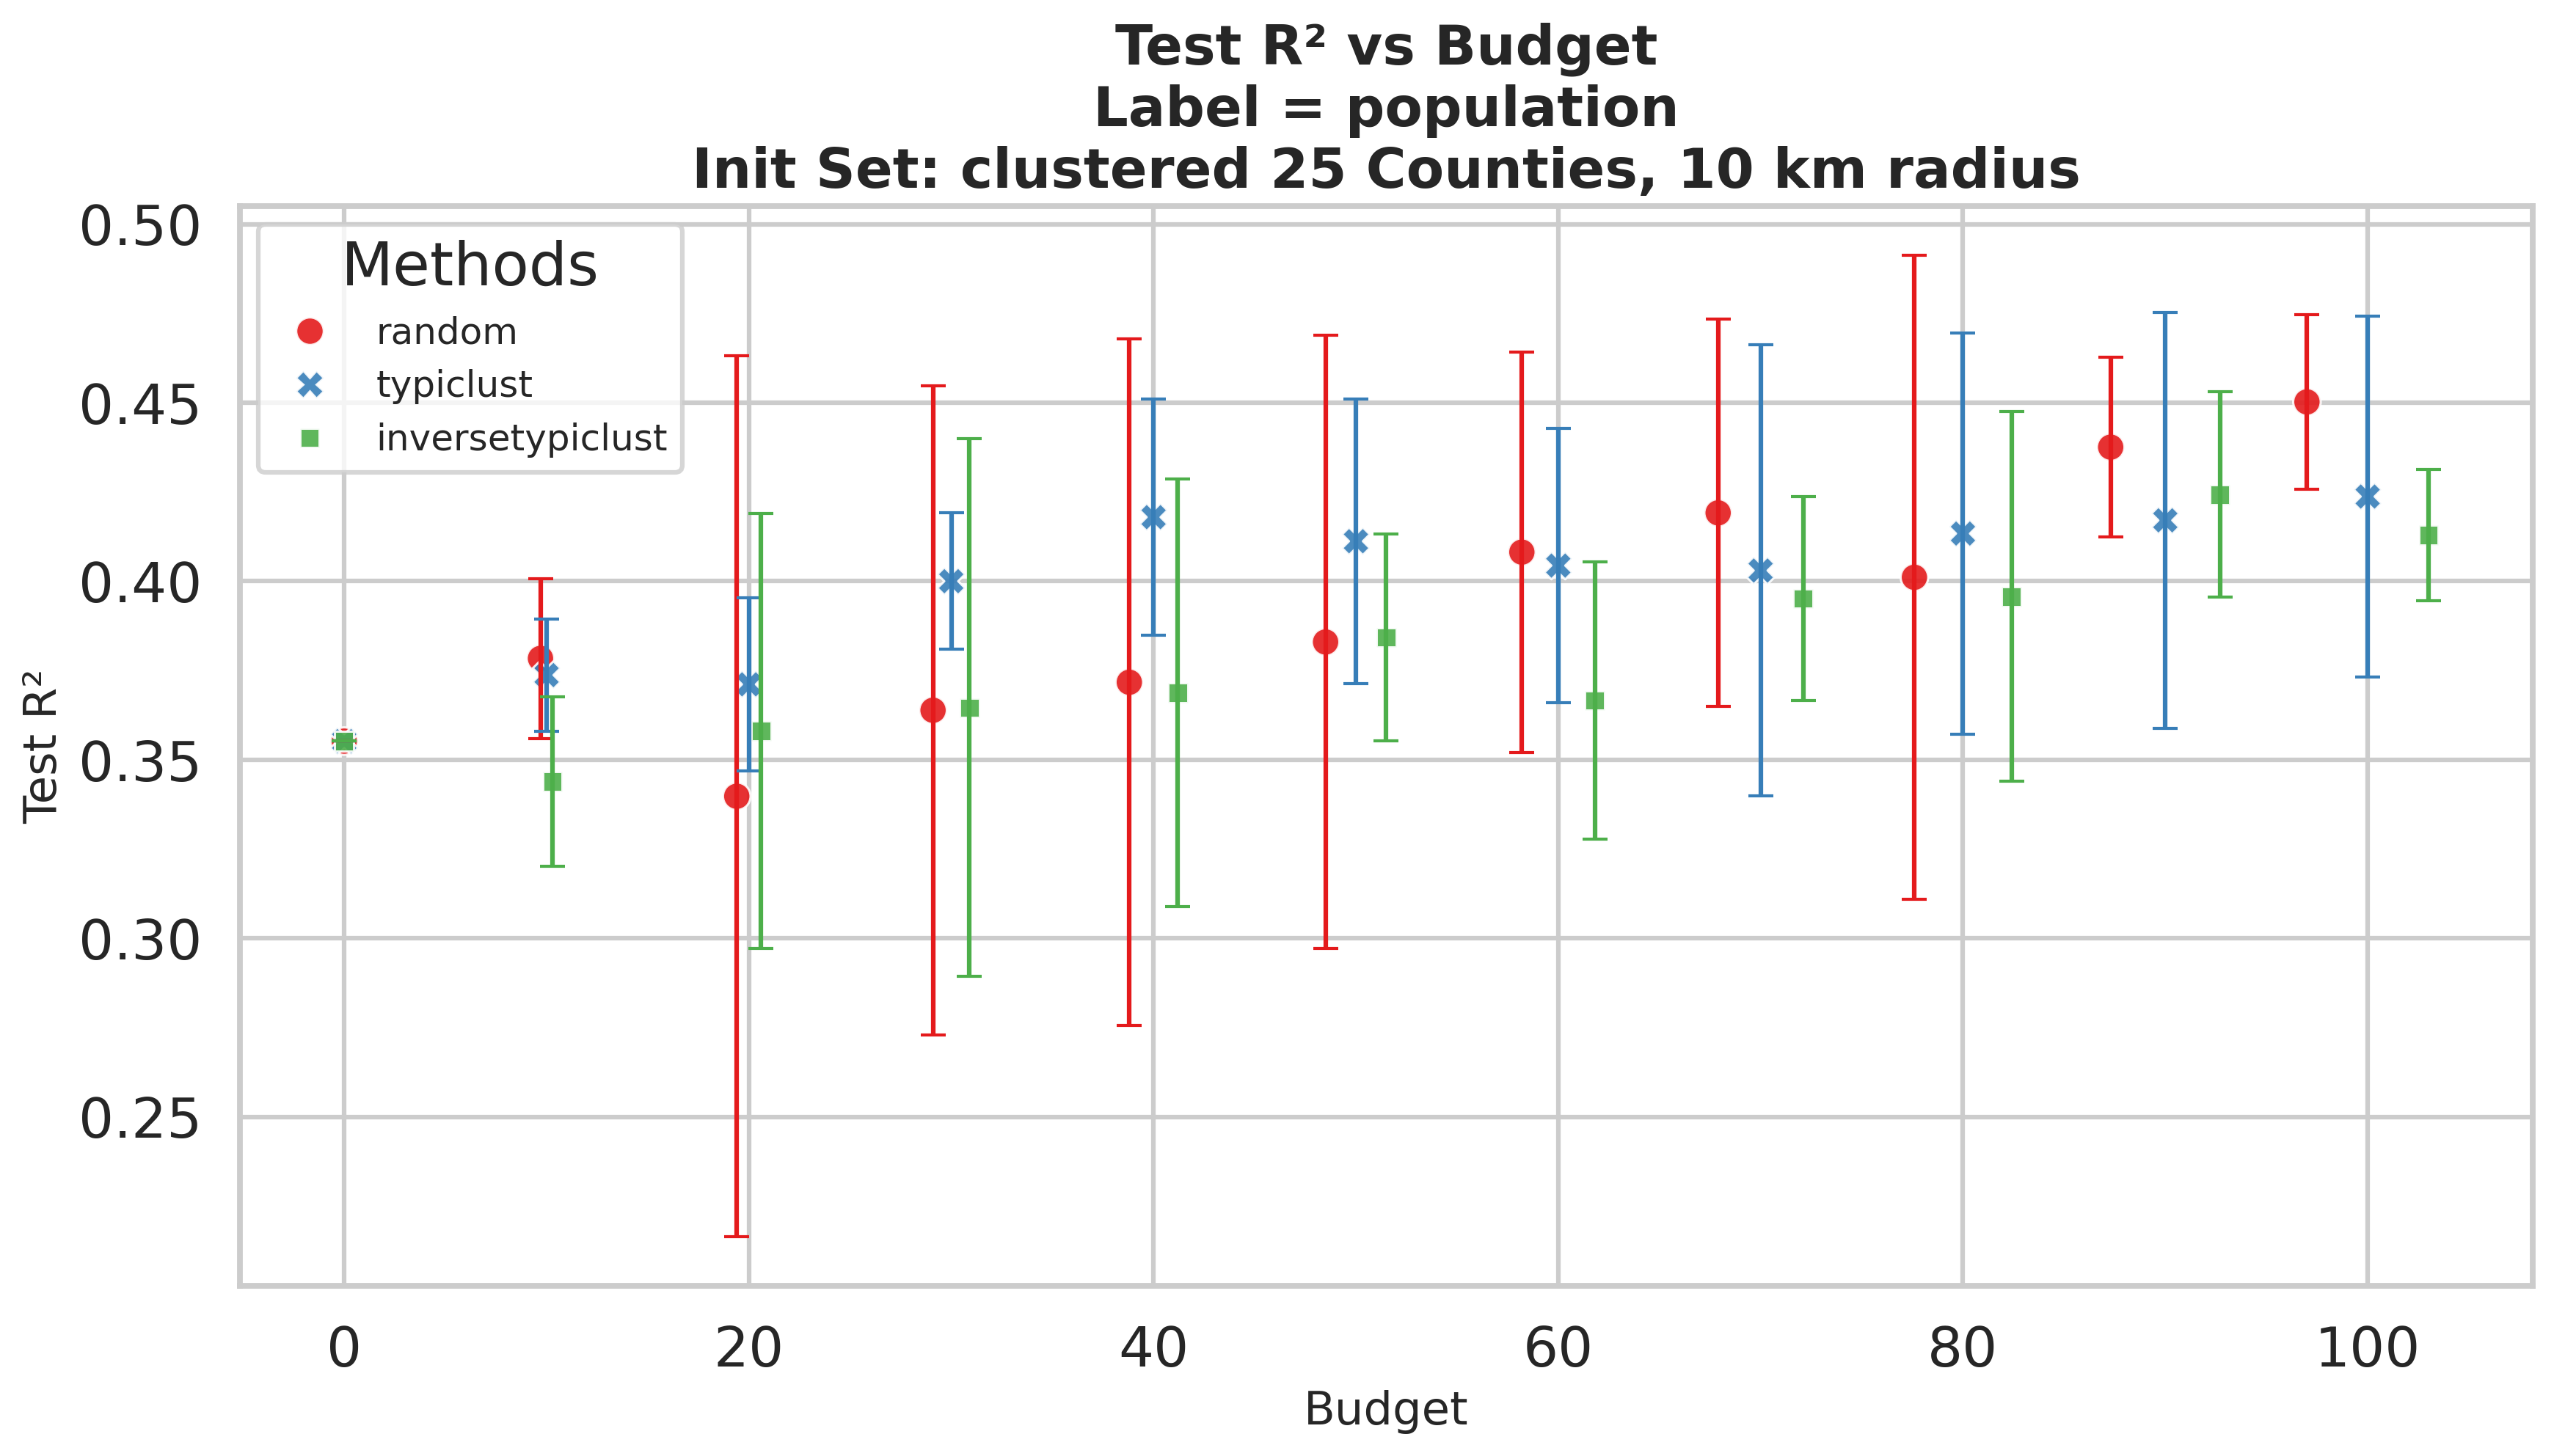 Test R² vs Budget
Label = population
Init Set: clustered 25 Counties, 10 km radius
Methods
random
typiclust
inversetypiclust
Test R²
0.50
0.45
0.40
0.35
0.30
0.25
0 20 40 60 80 100
Budget